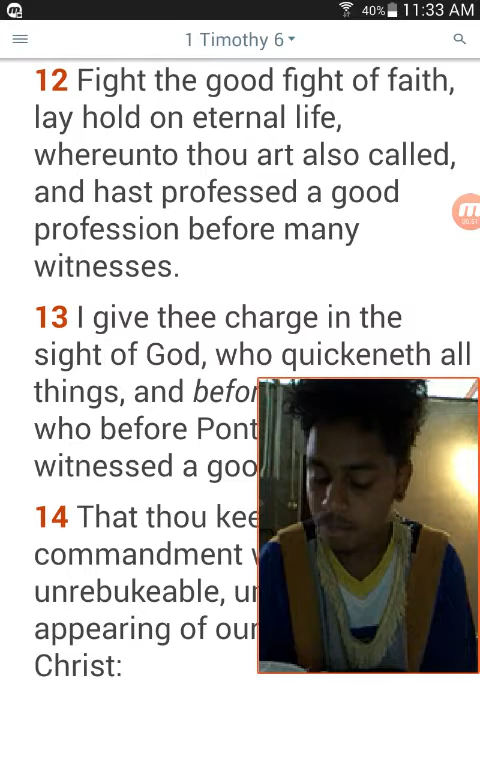 40% 11:33 AM
1 Timothy 6
12 Fight the good fight of faith,
lay hold on eternal life,
whereunto thou art also called,
and hast professed a good
profession before many
witnesses.
13 I give thee charge in the
sight of God, who quickeneth all
things, and
who before
witnessed a
14 That thou
commandment
unrebukeable,
appearing of
Christ: